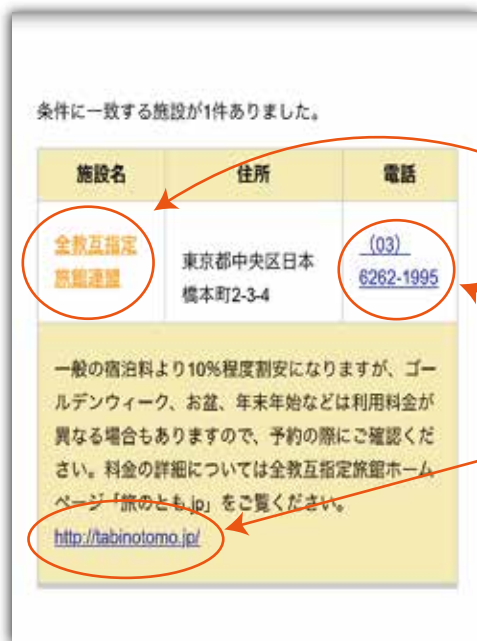 条件に一致する施設が1件ありました。
施設名 住所 電話
全教互指定
旅館連盟
東京都中央区日本
橋本町2-3-4
(03)
6262-1995
一般の宿泊料より10%程度割安になりますが、ゴー
ルデンウィーク、お盆、年末年始などは利用料金が
異なる場合もありますので、予約の際にご確認くだ
さい。料金の詳細については全教互指定旅館ホーム
ページ「旅のとも.jp」をご覧ください。
http://tabinotomo.jp/